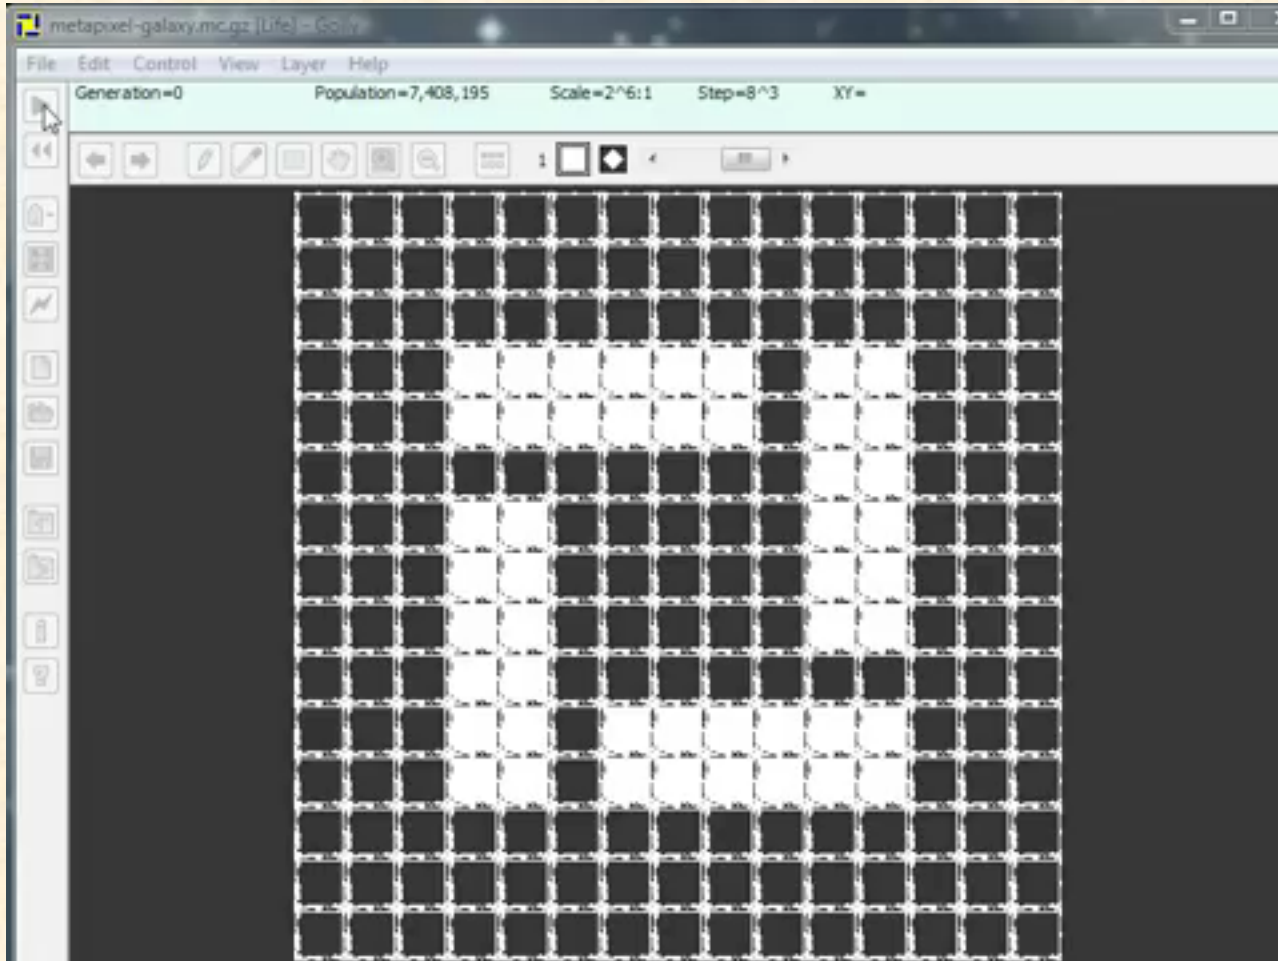 metapixel-galaxy.mc.gz [Life] - Golly
File Edit Control View Layer Help
Generation=0 Population=7,408,195 Scale=2^6:1 Step=8^3 XY=
1